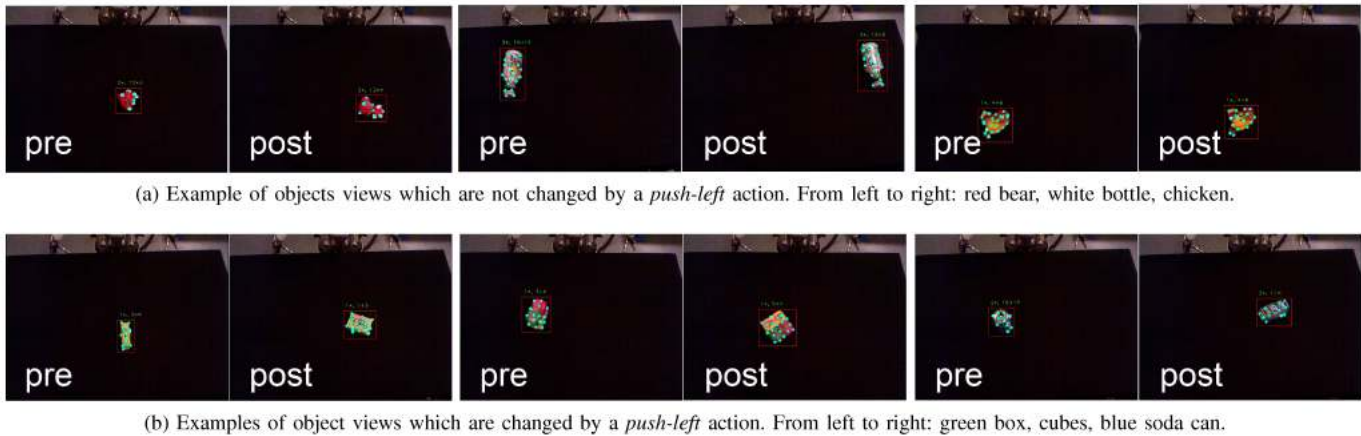 pre post pre post pre post
(a) Example of objects views which are not changed by a push-left action. From left to right: red bear, white bottle, chicken.
pre post pre post pre post
(b) Examples of object views which are changed by a push-left action. From left to right: green box, cubes, blue soda can.